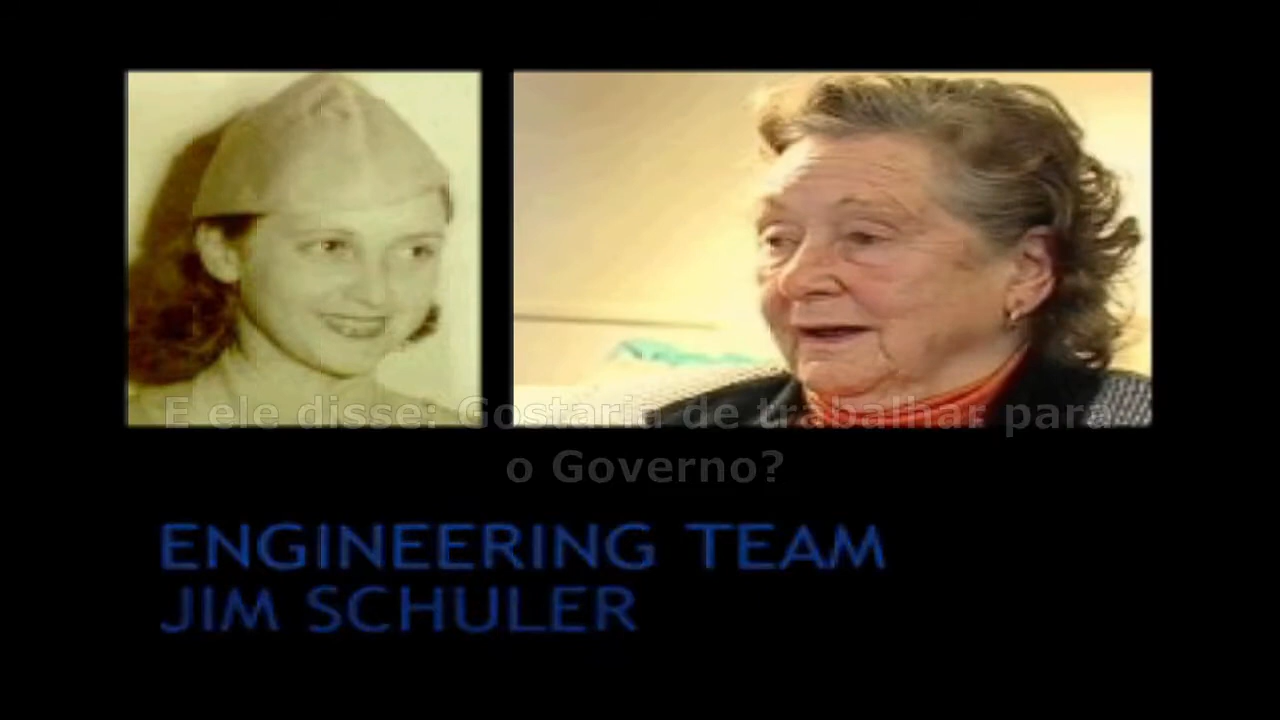 E ele disse: Gostaria de trabalhar para
o Governo?
ENGINEERING TEAM
JIM SCHULER